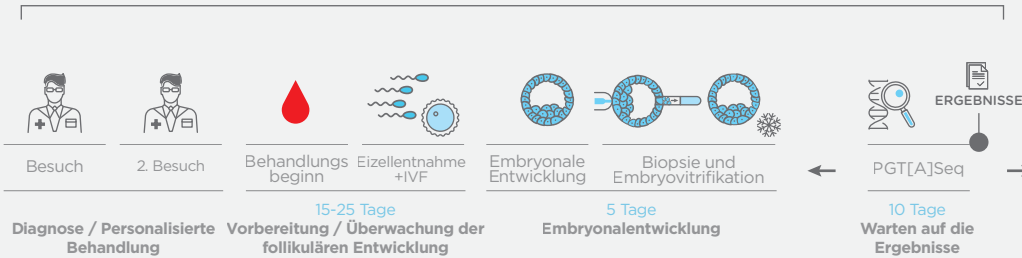 ERGEBNISSE
Besuch
2. Besuch
Behandlungs
beginn
Eizellentnahme
+IVF
Embryonale
Entwicklung
Biopsie und
Embryovitrifikation
PGT[A]Seq
15-25 Tage
5 Tage
10 Tage
Diagnose / Personalisierte
Behandlung
Vorbereitung / Überwachung der
follikulären Entwicklung
Embryonalentwicklung
Warten auf die
Ergebnisse